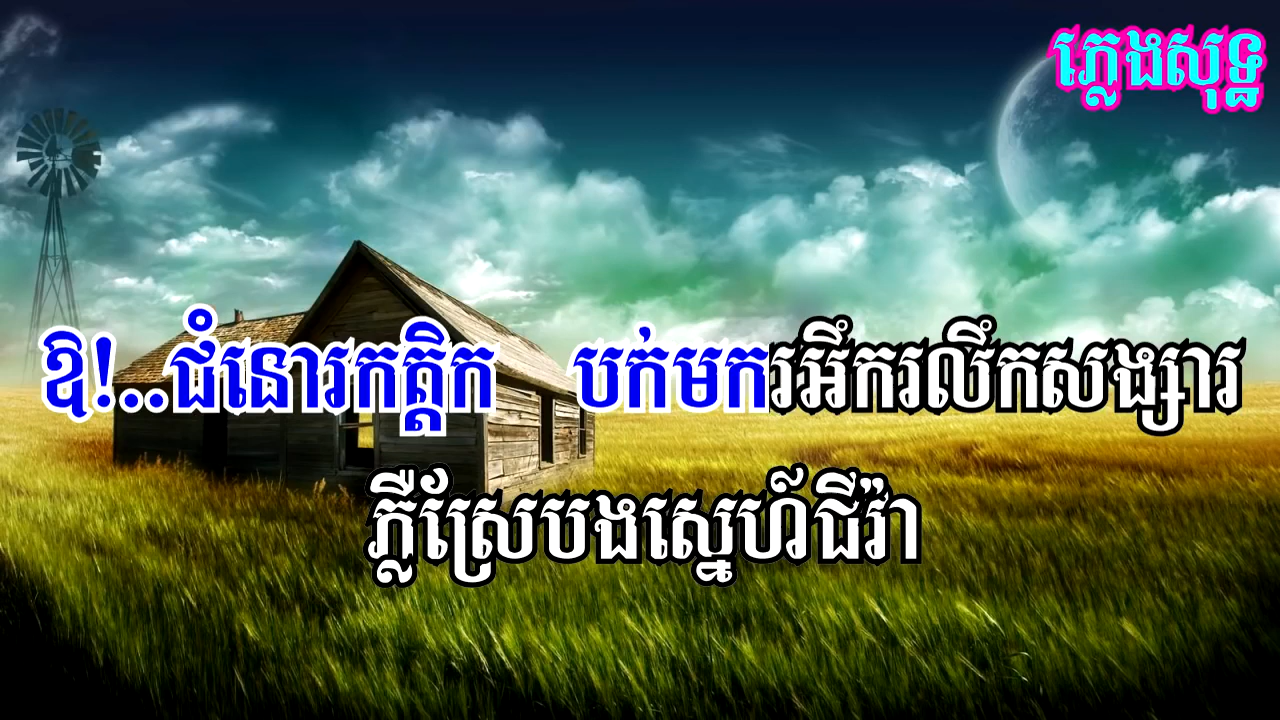 ភ្លេងសុទ្ធ
ឱ!..ជំនោរកត្តិក បក់មករអឹករលឹកសង្សារ
ភ្លឺស្រែបងស្នេហ៍ជីវ៉ា